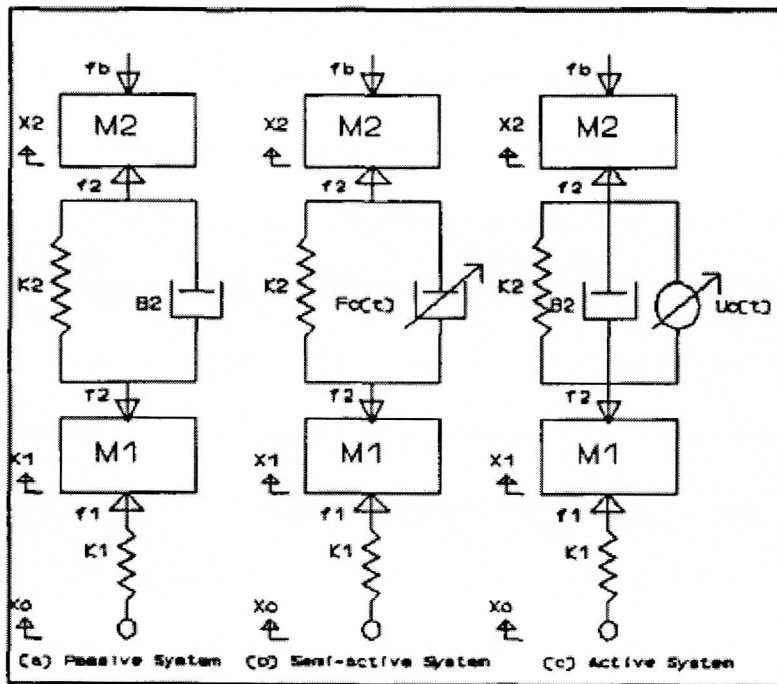 fb fb fb
X2 M2 X2 M2 X2 M2
f2 f2 f2
K2 B2 K2 Fc(t) K2 B2 Uc(t)
f2 f2 f2
X1 M1 X1 M1 X1 M1
f1 f1 f1
K1 K1 K1
Xo Xo Xo
(a) Passive System (b) Semi-active System (c) Active System